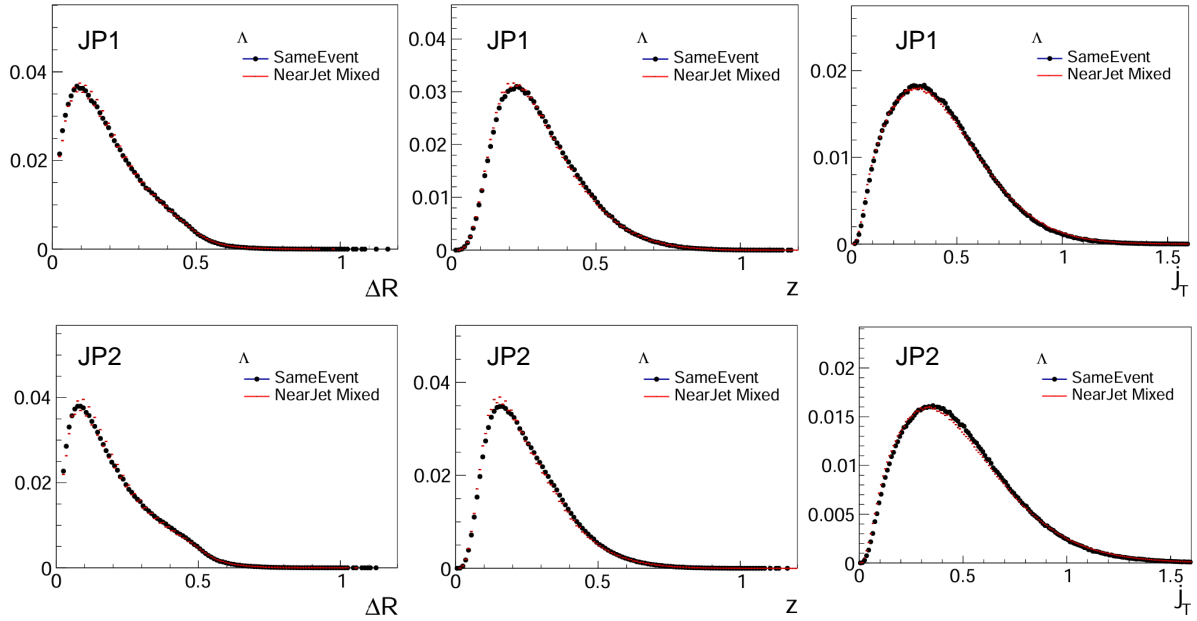 JP1
Λ
SameEvent
NearJet Mixed
0.04
0.02
0
0
0.5
1
ΔR
JP1
Λ
SameEvent
NearJet Mixed
0.04
0.03
0.02
0.01
0
0
0.5
1
z
JP1
Λ
SameEvent
NearJet Mixed
0.02
0.01
0
0
0.5
1
1.5
j_T
JP2
Λ
SameEvent
NearJet Mixed
0.04
0.02
0
0
0.5
1
ΔR
JP2
Λ
SameEvent
NearJet Mixed
0.04
0.02
0
0
0.5
1
z
JP2
Λ
SameEvent
NearJet Mixed
0.02
0.015
0.01
0.005
0
0
0.5
1
1.5
j_T